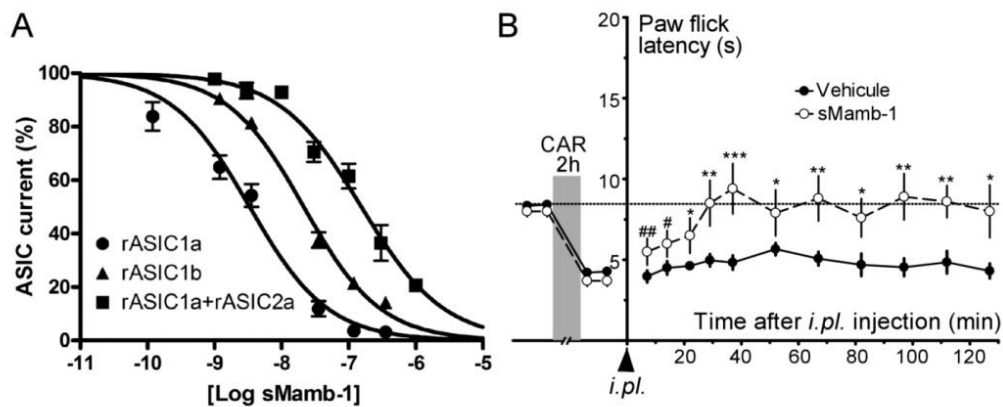 A
100
80
60
40
20
0
ASIC current (%)
rASIC1a
rASIC1b
rASIC1a+rASIC2a
-11 -10 -9 -8 -7 -6 -5
[Log sMamb-1]
B
Paw flick
latency (s)
20
15
10
5
Vehicule
sMamb-1
CAR
2h
## # * ** *** * ** * ** ** *
Time after i.pl. injection (min)
20 40 60 80 100 120
i.pl.